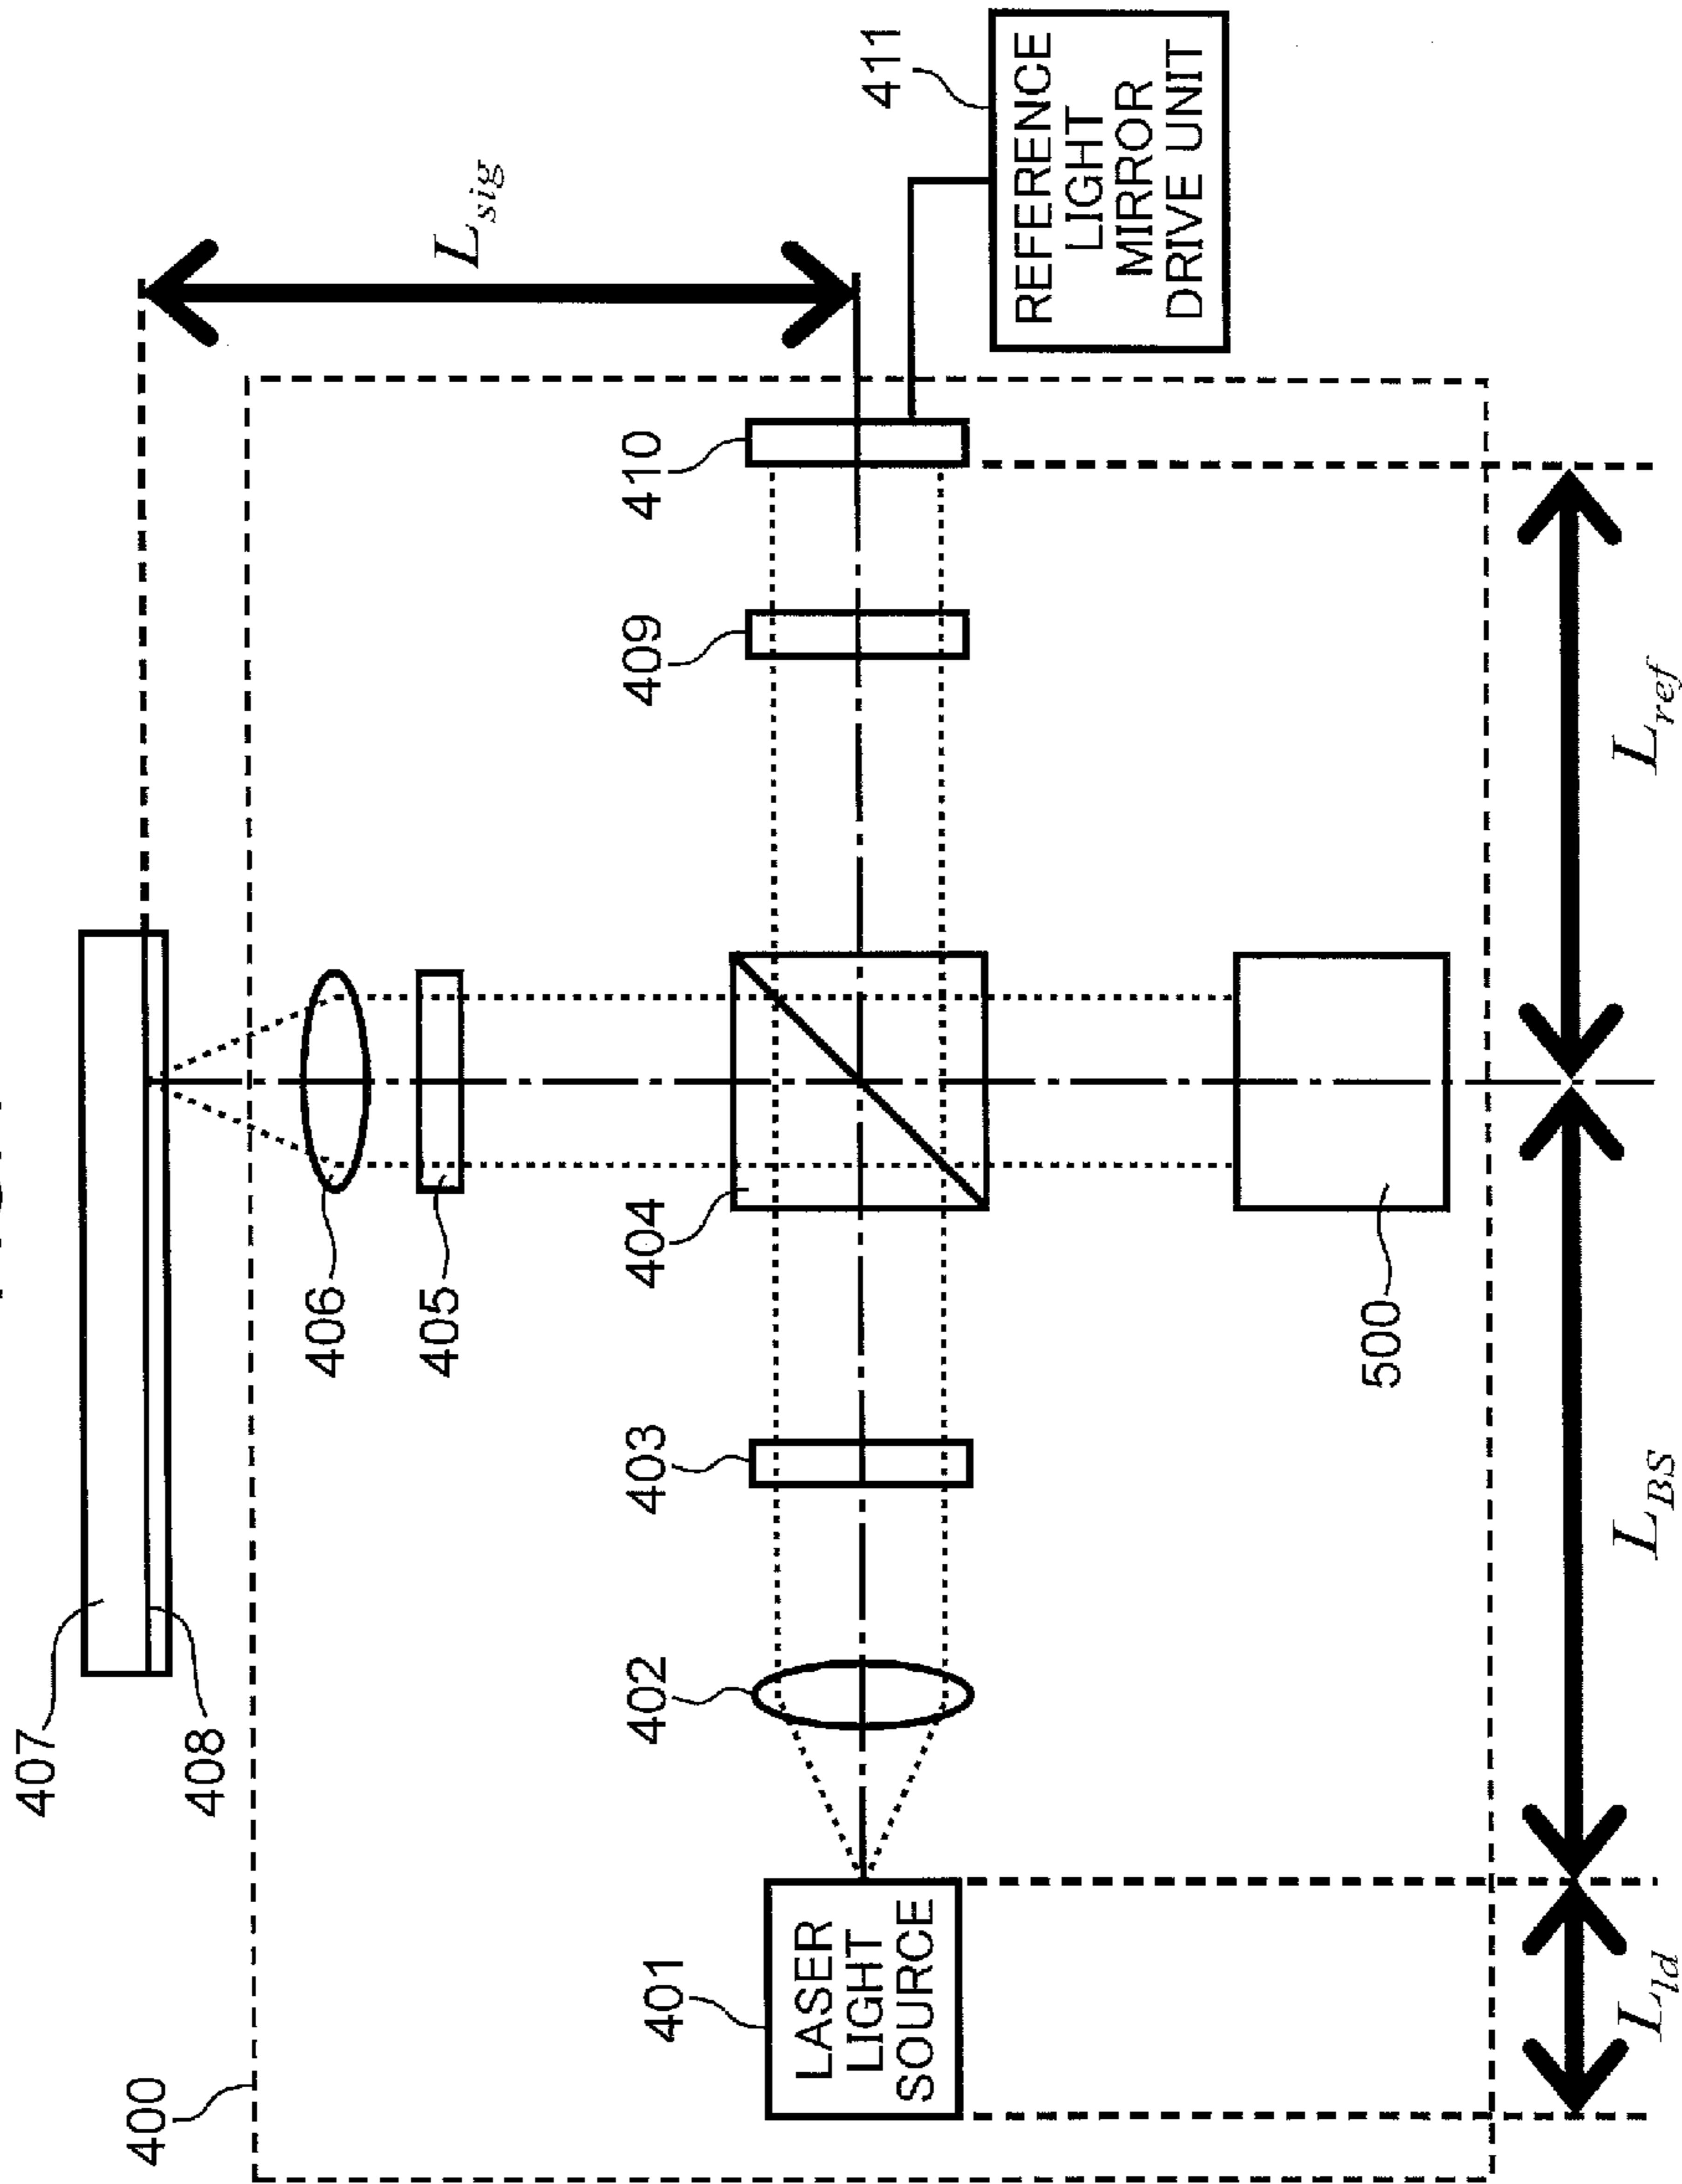 407
400
408
406
405
L_sig
401
402
403
404
409
410
LASER
LIGHT
SOURCE
411
REFERENCE
LIGHT
MIRROR
DRIVE UNIT
500
L_ld
L_BS
L_ref